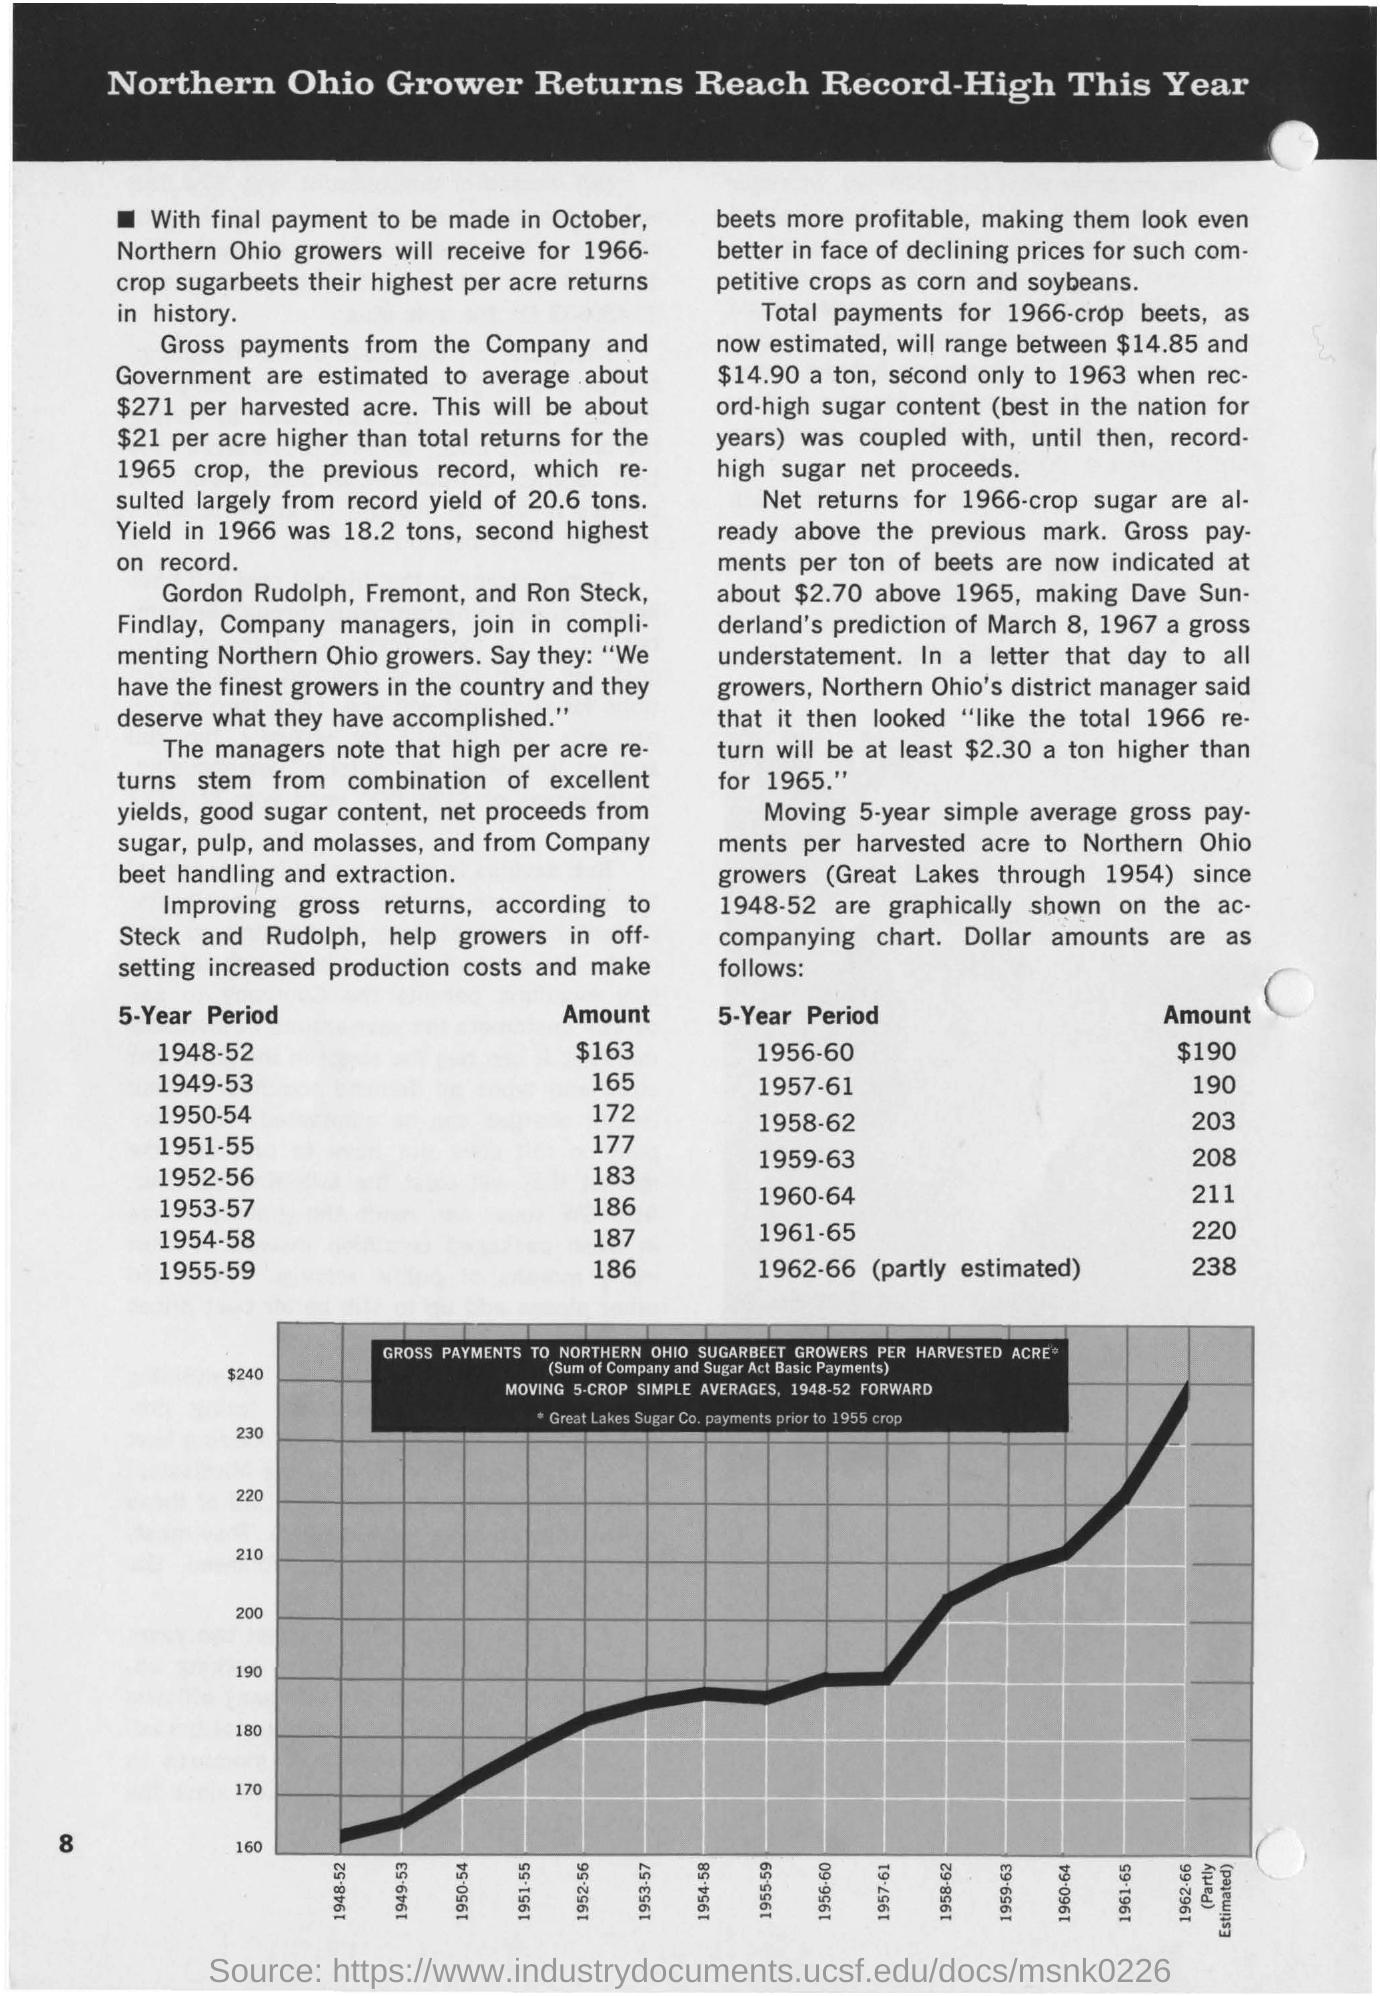 Northern Ohio Grower Returns Reach Record-High This Year
■ With final payment to be made in October,
Northern Ohio growers will receive for 1966-
crop sugarbeets their highest per acre returns
in history.
Gross payments from the Company and
Government are estimated to average about
$271 per harvested acre. This will be about
$21 per acre higher than total returns for the
1965 crop, the previous record, which re-
sulted largely from record yield of 20.6 tons.
Yield in 1966 was 18.2 tons, second highest
on record.
Gordon Rudolph, Fremont, and Ron Steck,
Findlay, Company managers, join in compli-
menting Northern Ohio growers. Say they: "We
have the finest growers in the country and they
deserve what they have accomplished."
The managers note that high per acre re-
turns stem from combination of excellent
yields, good sugar content, net proceeds from
sugar, pulp, and molasses, and from Company
beet handling and extraction.
Improving gross returns, according to
Steck and Rudolph, help growers in off-
setting increased production costs and make
beets more profitable, making them look even
better in face of declining prices for such com-
petitive crops as corn and soybeans.
Total payments for 1966-crop beets, as
now estimated, will range between $14.85 and
$14.90 a ton, second only to 1963 when rec-
ord-high sugar content (best in the nation for
years) was coupled with, until then, record-
high sugar net proceeds.
Net returns for 1966-crop sugar are al-
ready above the previous mark. Gross pay-
ments per ton of beets are now indicated at
about $2.70 above 1965, making Dave Sun-
derland's prediction of March 8, 1967 a gross
understatement. In a letter that day to all
growers, Northern Ohio's district manager said
that it then looked "like the total 1966 re-
turn will be at least $2.30 a ton higher than
for 1965."
Moving 5-year simple average gross pay-
ments per harvested acre to Northern Ohio
growers (Great Lakes through 1954) since
1948-52 are graphically shown on the ac-
companying chart. Dollar amounts are as
follows:
5-Year Period Amount
1948-52 $163
1949-53 165
1950-54 172
1951-55 177
1952-56 183
1953-57 186
1954-58 187
1955-59 186
5-Year Period Amount
1956-60 $190
1957-61 190
1958-62 203
1959-63 208
1960-64 211
1961-65 220
1962-66 (partly estimated) 238
GROSS PAYMENTS TO NORTHERN OHIO SUGARBEET GROWERS PER HARVESTED ACRE*
(Sum of Company and Sugar Act Basic Payments)
MOVING 5-CROP SIMPLE AVERAGES, 1948-52 FORWARD
* Great Lakes Sugar Co. payments prior to 1955 crop
$240
230
220
210
200
190
180
170
160
1948-52
1949-53
1950-54
1951-55
1952-56
1953-57
1954-58
1955-59
1956-60
1957-61
1958-62
1959-63
1960-64
1961-65
1962-66
(Partly
Estimated)
8
Source: https://www.industrydocuments.ucsf.edu/docs/msnk0226